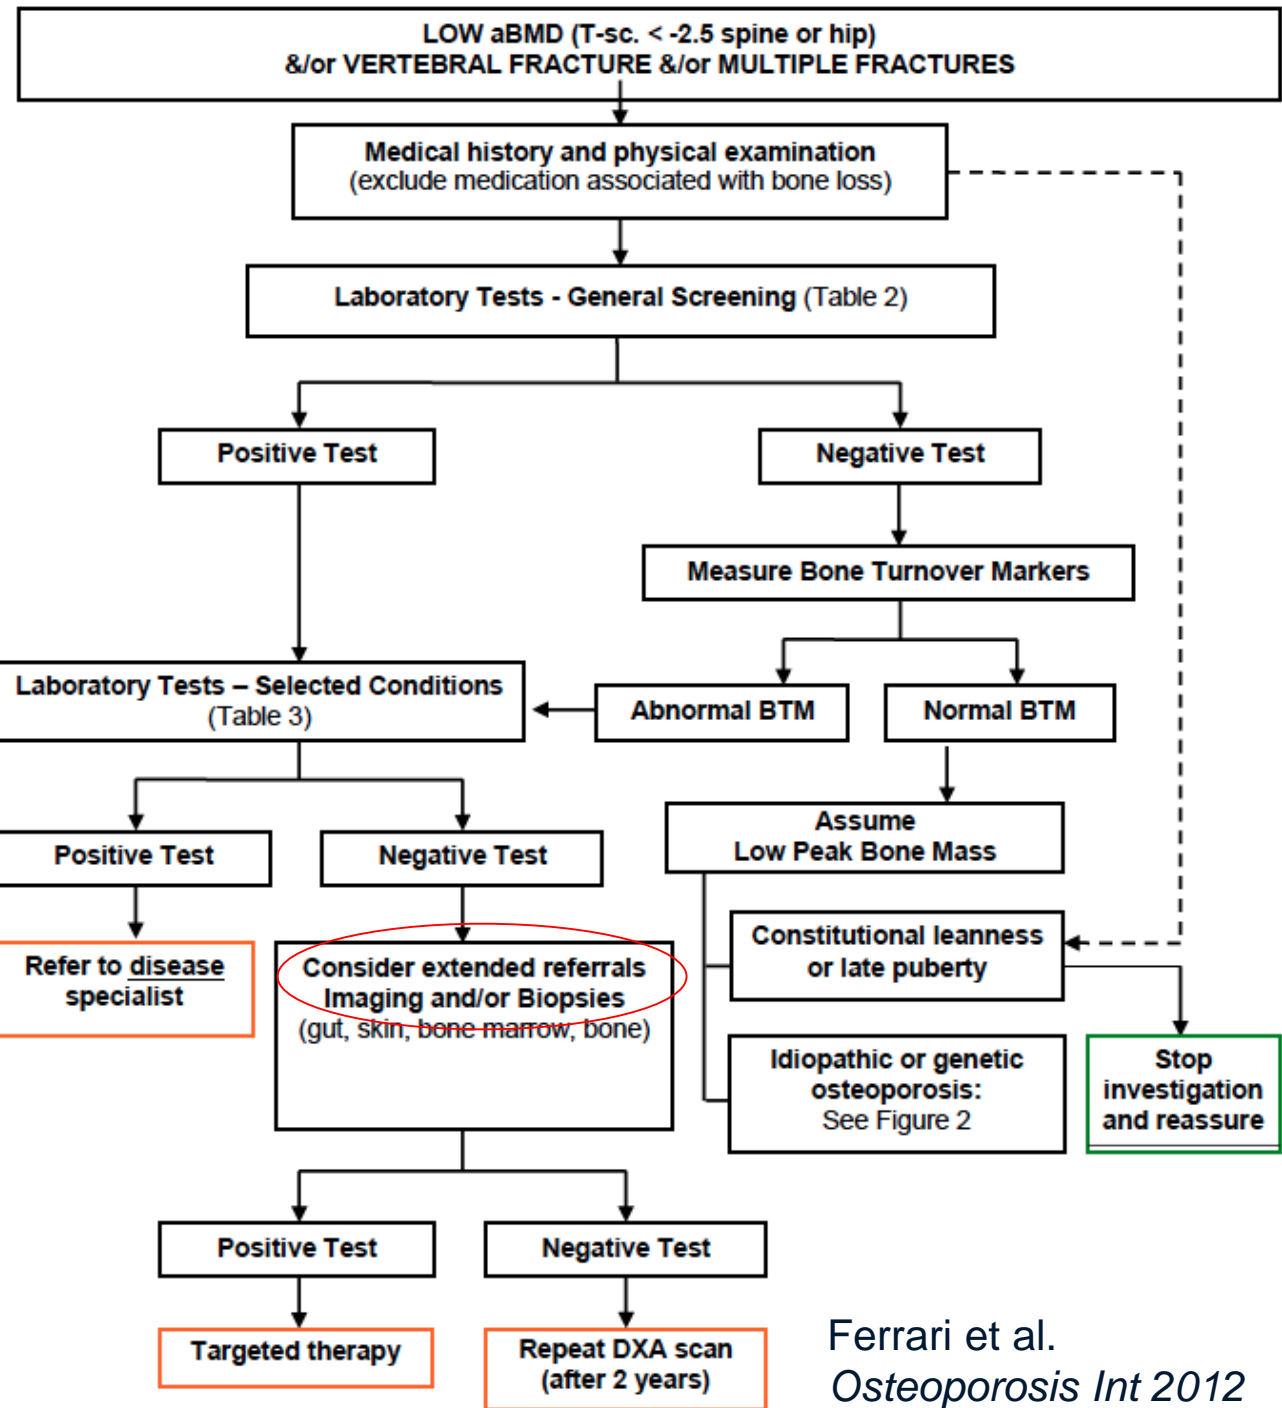 LOW aBMD (T-sc. < -2.5 spine or hip)
&/or VERTEBRAL FRACTURE &/or MULTIPLE FRACTURES
Medical history and physical examination
(exclude medication associated with bone loss)
Laboratory Tests - General Screening (Table 2)
Positive Test
Negative Test
Measure Bone Turnover Markers
Laboratory Tests – Selected Conditions
(Table 3)
Abnormal BTM
Normal BTM
Assume
Low Peak Bone Mass
Positive Test
Negative Test
Constitutional leanness
or late puberty
Refer to disease
specialist
Consider extended referrals
Imaging and/or Biopsies
(gut, skin, bone marrow, bone)
Idiopathic or genetic
osteoporosis:
See Figure 2
Stop
investigation
and reassure
Positive Test
Negative Test
Targeted therapy
Repeat DXA scan
(after 2 years)
Ferrari et al.
Osteoporosis Int 2012